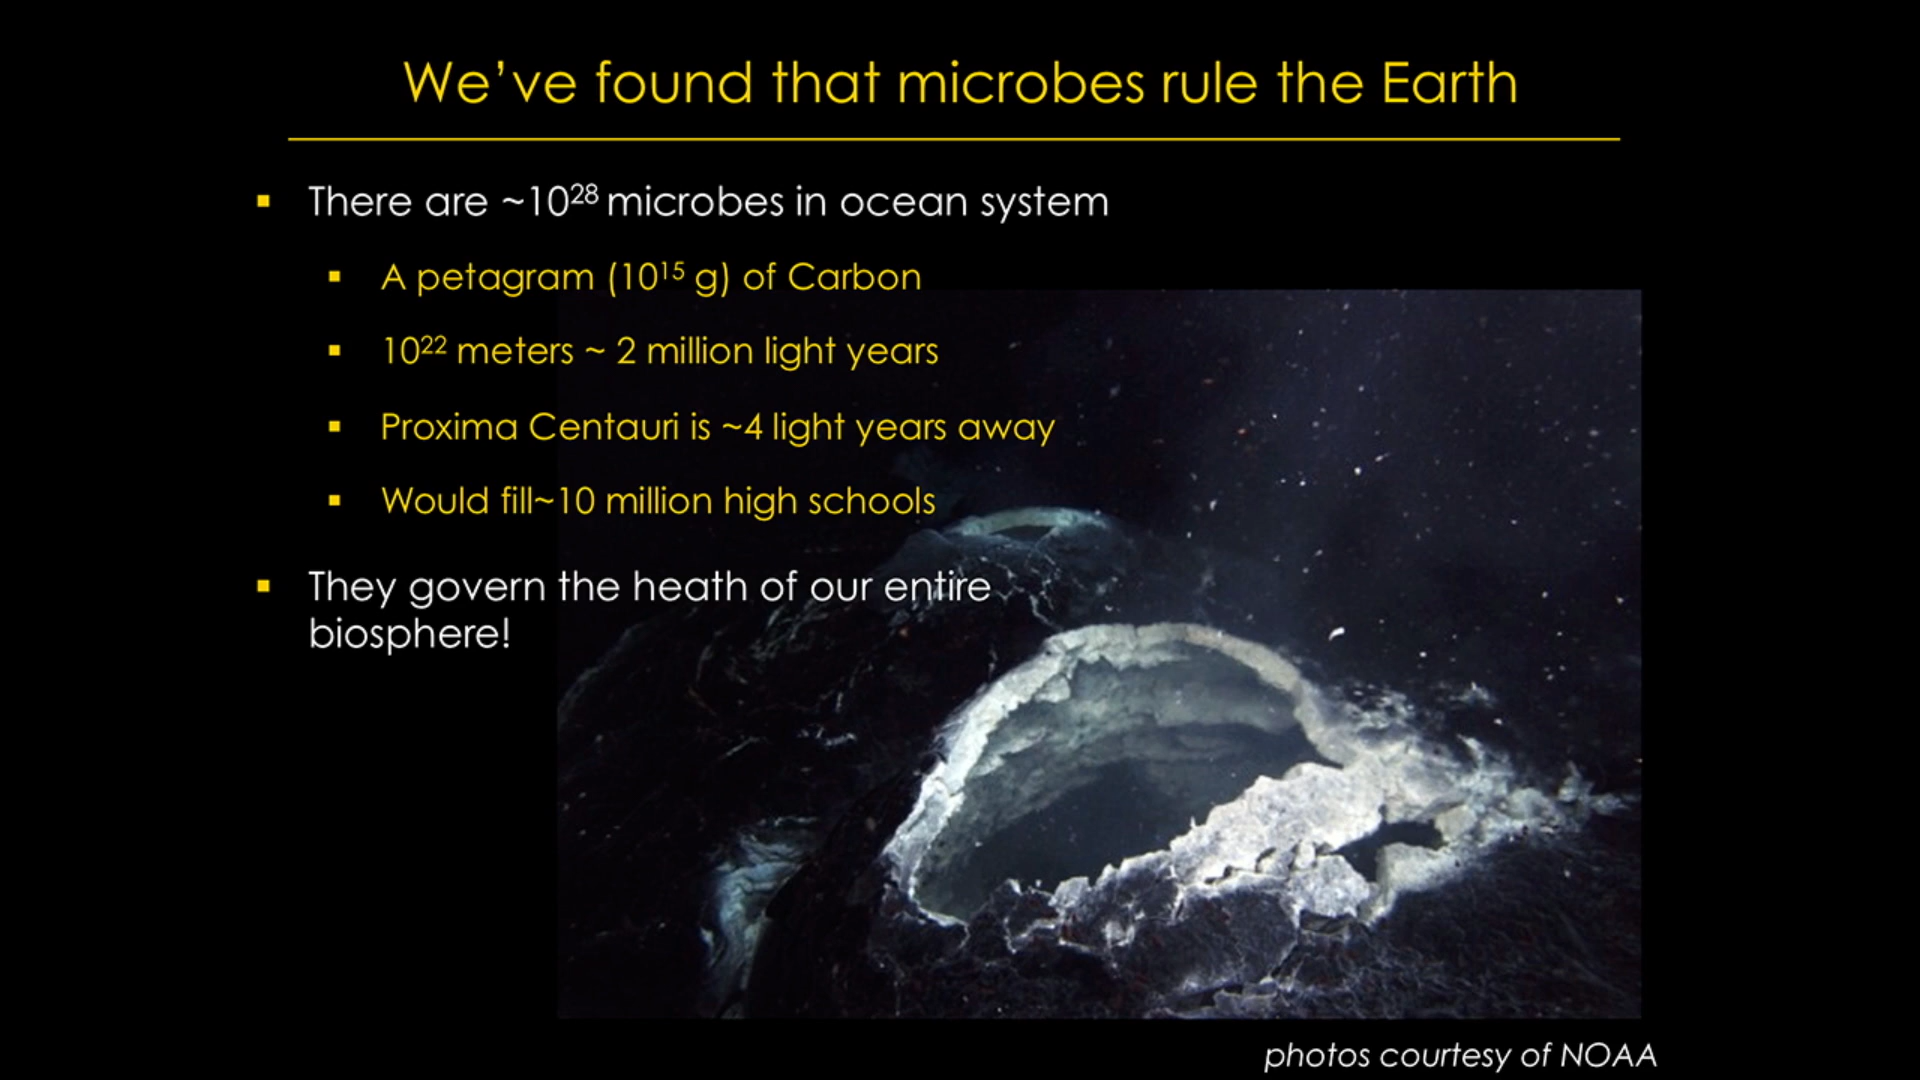 We've found that microbes rule the Earth
▪ There are ~10²⁸ microbes in ocean system
▪ A petagram (10¹⁵ g) of Carbon
▪ 10²² meters ~ 2 million light years
▪ Proxima Centauri is ~4 light years away
▪ Would fill~10 million high schools
▪ They govern the heath of our entire
biosphere!
photos courtesy of NOAA